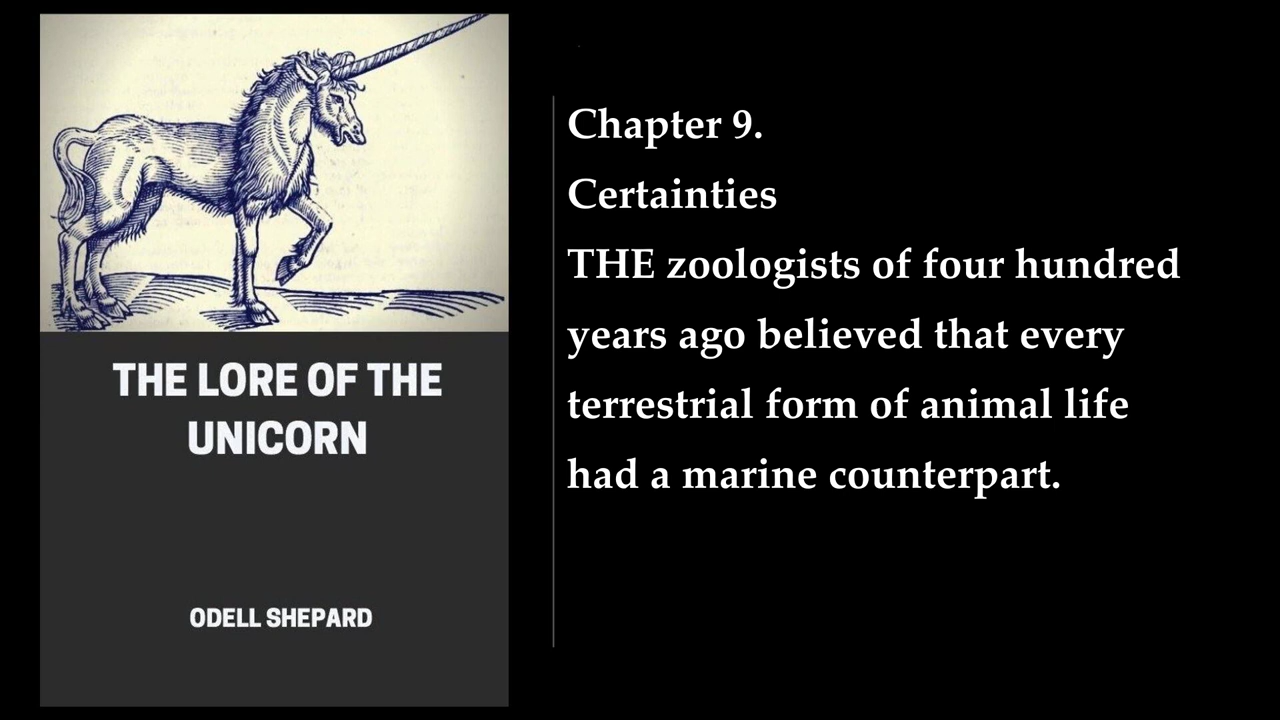 THE LORE OF THE
UNICORN
ODELL SHEPARD
Chapter 9.
Certainties
THE zoologists of four hundred
years ago believed that every
terrestrial form of animal life
had a marine counterpart.